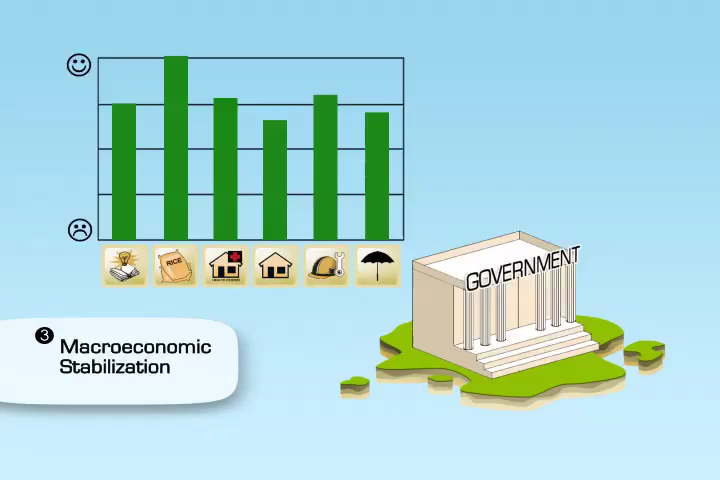 RICE
GOVERNMENT
3
Macroeconomic
Stabilization